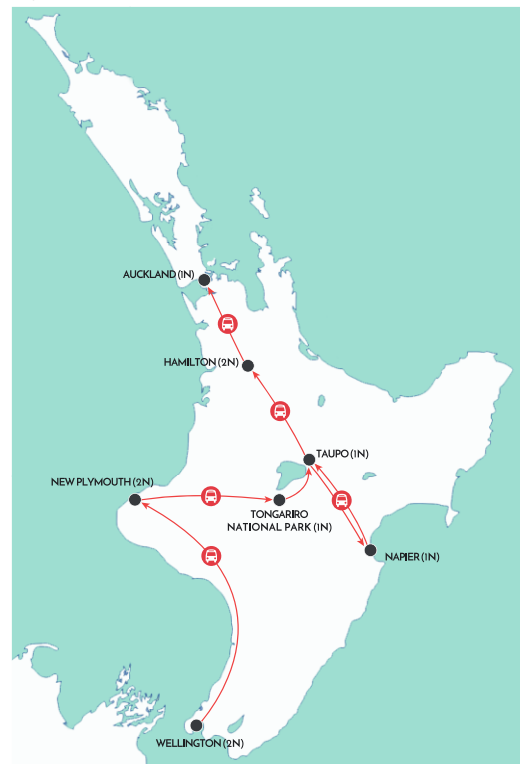 AUCKLAND (1N)
HAMILTON (2N)
TAUPO (1N)
NEW PLYMOUTH (2N)
TONGARIRO
NATIONAL PARK (1N)
NAPIER (1N)
WELLINGTON (2N)